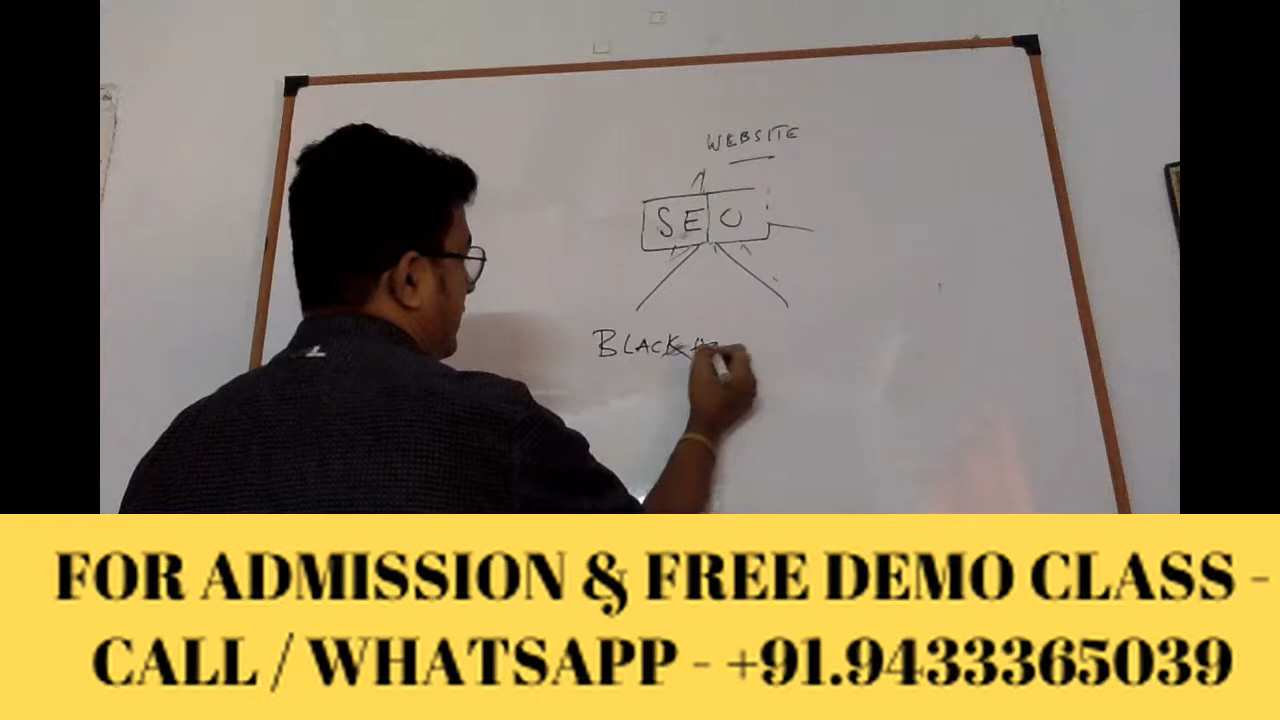 WEBSITE
SEO
BLACK
FOR ADMISSION & FREE DEMO CLASS -
CALL / WHATSAPP - +91.9433365039